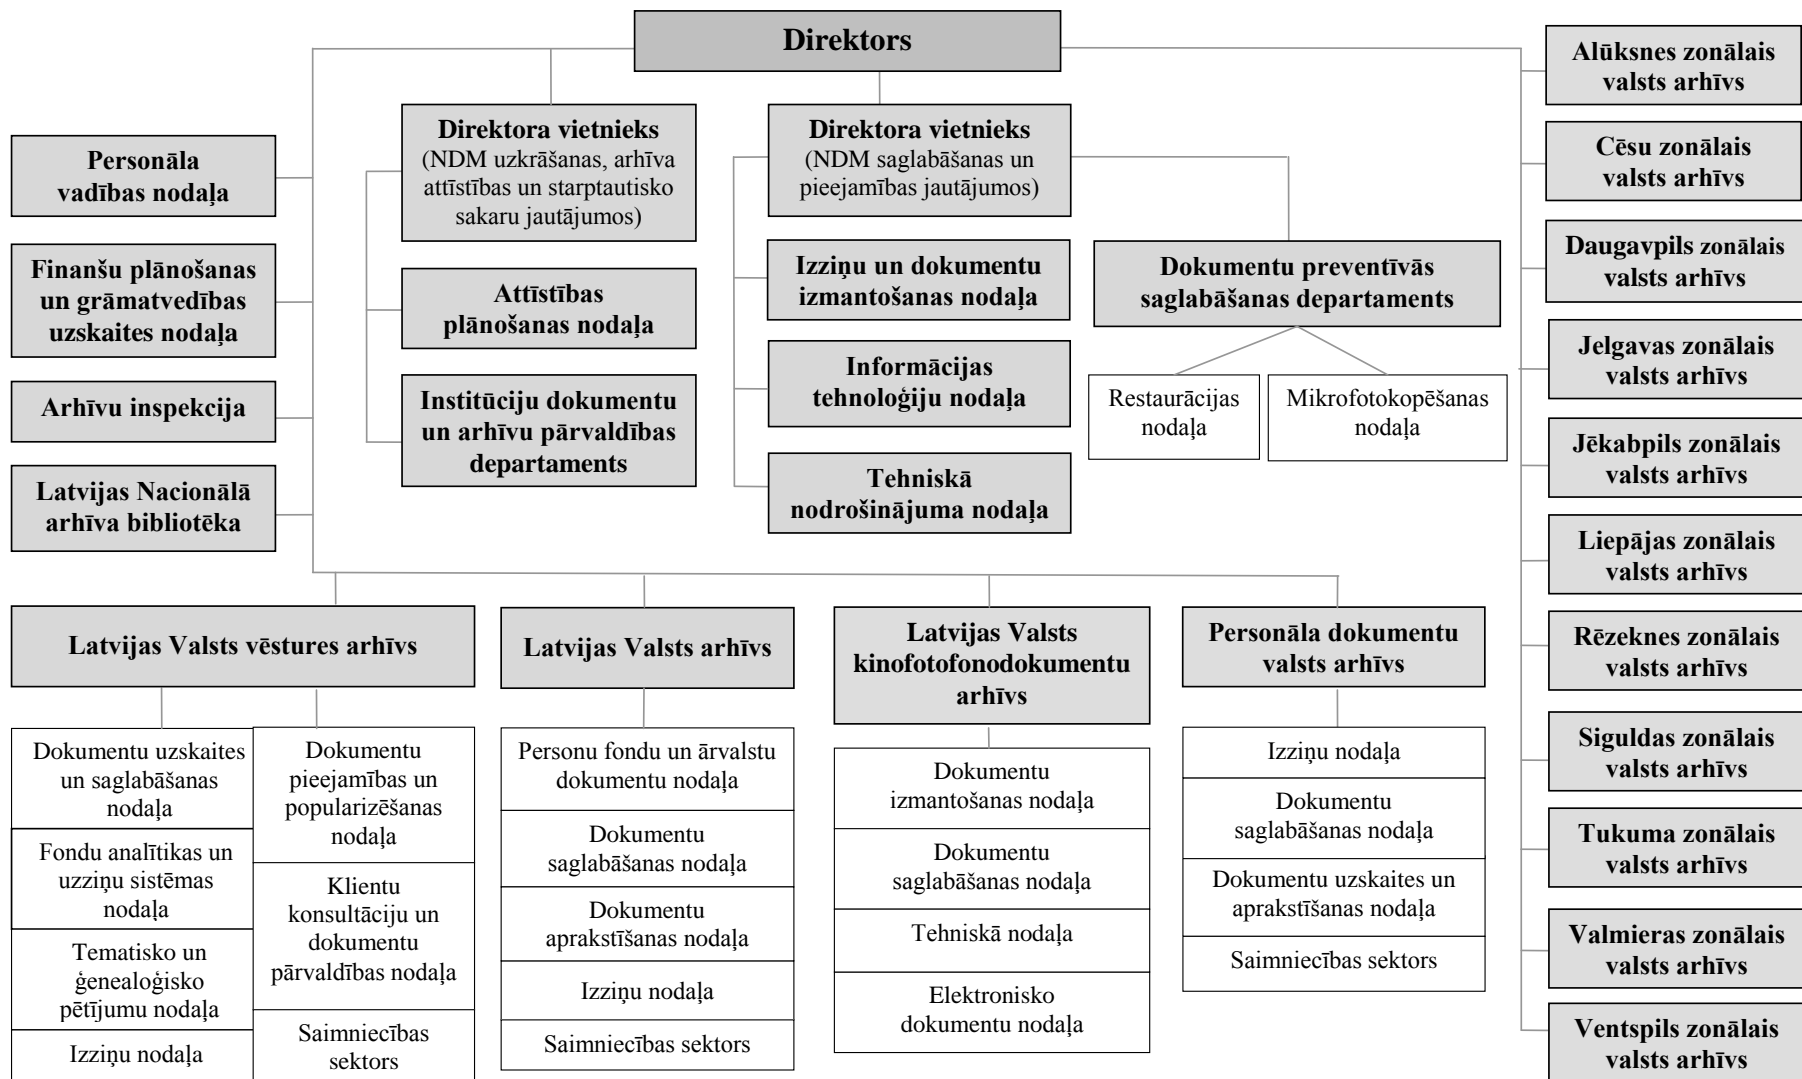 Direktors
Personāla
vadības nodaļa
Finanšu plānošanas
un grāmatvedības
uzskaites nodaļa
Arhīvu inspekcija
Latvijas Nacionālā
arhīva bibliotēka
Direktora vietnieks
(NDM uzkrāšanas, arhīva
attīstības un starptautisko
sakaru jautājumos)
Attīstības
plānošanas nodaļa
Institūciju dokumentu
un arhīvu pārvaldības
departaments
Direktora vietnieks
(NDM saglabāšanas un
pieejamības jautājumos)
Izziņu un dokumentu
izmantošanas nodaļa
Informācijas
tehnoloģiju nodaļa
Tehniskā
nodrošinājuma nodaļa
Dokumentu preventīvās
saglabāšanas departaments
Restaurācijas
nodaļa
Mikrofotokopēšanas
nodaļa
Latvijas Valsts vēstures arhīvs
Dokumentu uzskaites
un saglabāšanas
nodaļa
Fondu analītikas un
uzziņu sistēmas
nodaļa
Tematisko un
ģenealoģisko
pētījumu nodaļa
Izziņu nodaļa
Dokumentu
pieejamības un
popularizēšanas
nodaļa
Klientu
konsultāciju un
dokumentu
pārvaldības nodaļa
Saimniecības
sektors
Latvijas Valsts arhīvs
Personu fondu un ārvalstu
dokumentu nodaļa
Dokumentu
saglabāšanas nodaļa
Dokumentu
aprakstīšanas nodaļa
Izziņu nodaļa
Saimniecības sektors
Latvijas Valsts
kinofotofonodokumentu
arhīvs
Dokumentu
izmantošanas nodaļa
Dokumentu
saglabāšanas nodaļa
Tehniskā nodaļa
Elektronisko
dokumentu nodaļa
Personāla dokumentu
valsts arhīvs
Izziņu nodaļa
Dokumentu
saglabāšanas nodaļa
Dokumentu uzskaites un
aprakstīšanas nodaļa
Saimniecības sektors
Alūksnes zonālais
valsts arhīvs
Cēsu zonālais
valsts arhīvs
Daugavpils zonālais
valsts arhīvs
Jelgavas zonālais
valsts arhīvs
Jēkabpils zonālais
valsts arhīvs
Liepājas zonālais
valsts arhīvs
Rēzeknes zonālais
valsts arhīvs
Siguldas zonālais
valsts arhīvs
Tukuma zonālais
valsts arhīvs
Valmieras zonālais
valsts arhīvs
Ventspils zonālais
valsts arhīvs